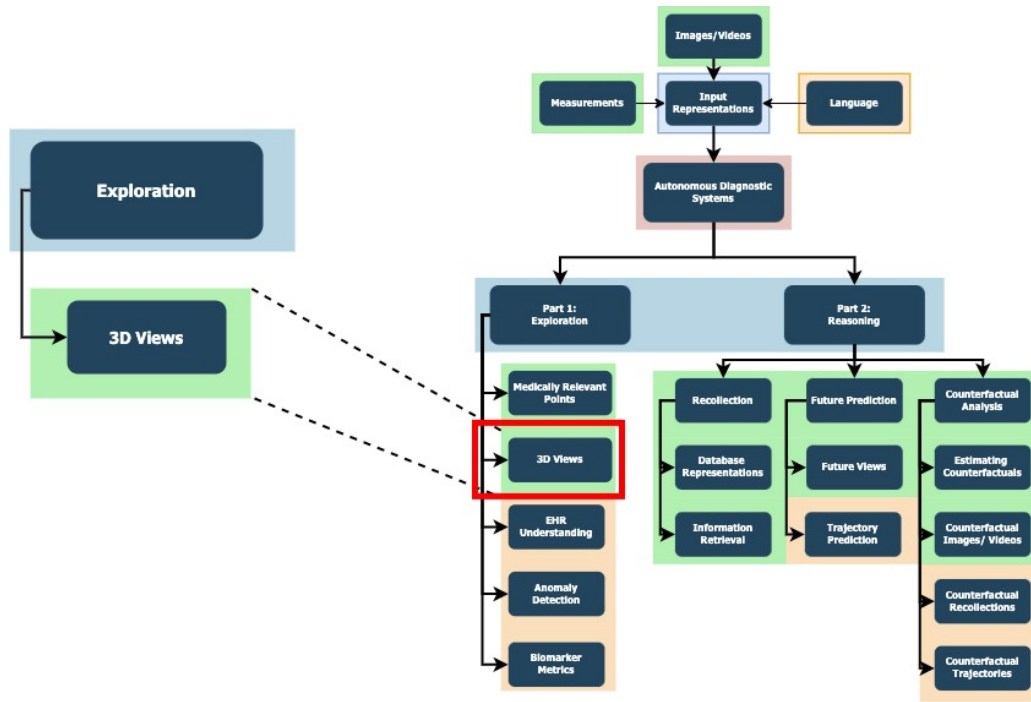 Images/Videos
Measurements
Input
Representations
Language
Autonomous Diagnostic
Systems
Exploration
3D Views
Part 1:
Exploration
Part 2:
Reasoning
Medically Relevant
Points
3D Views
EHR
Understanding
Anomaly
Detection
Biomarker
Metrics
Recollection
Database
Representations
Information
Retrieval
Future Prediction
Future Views
Trajectory
Prediction
Counterfactual
Analysis
Estimating
Counterfactuals
Counterfactual
Images/ Videos
Counterfactual
Recollections
Counterfactual
Trajectories